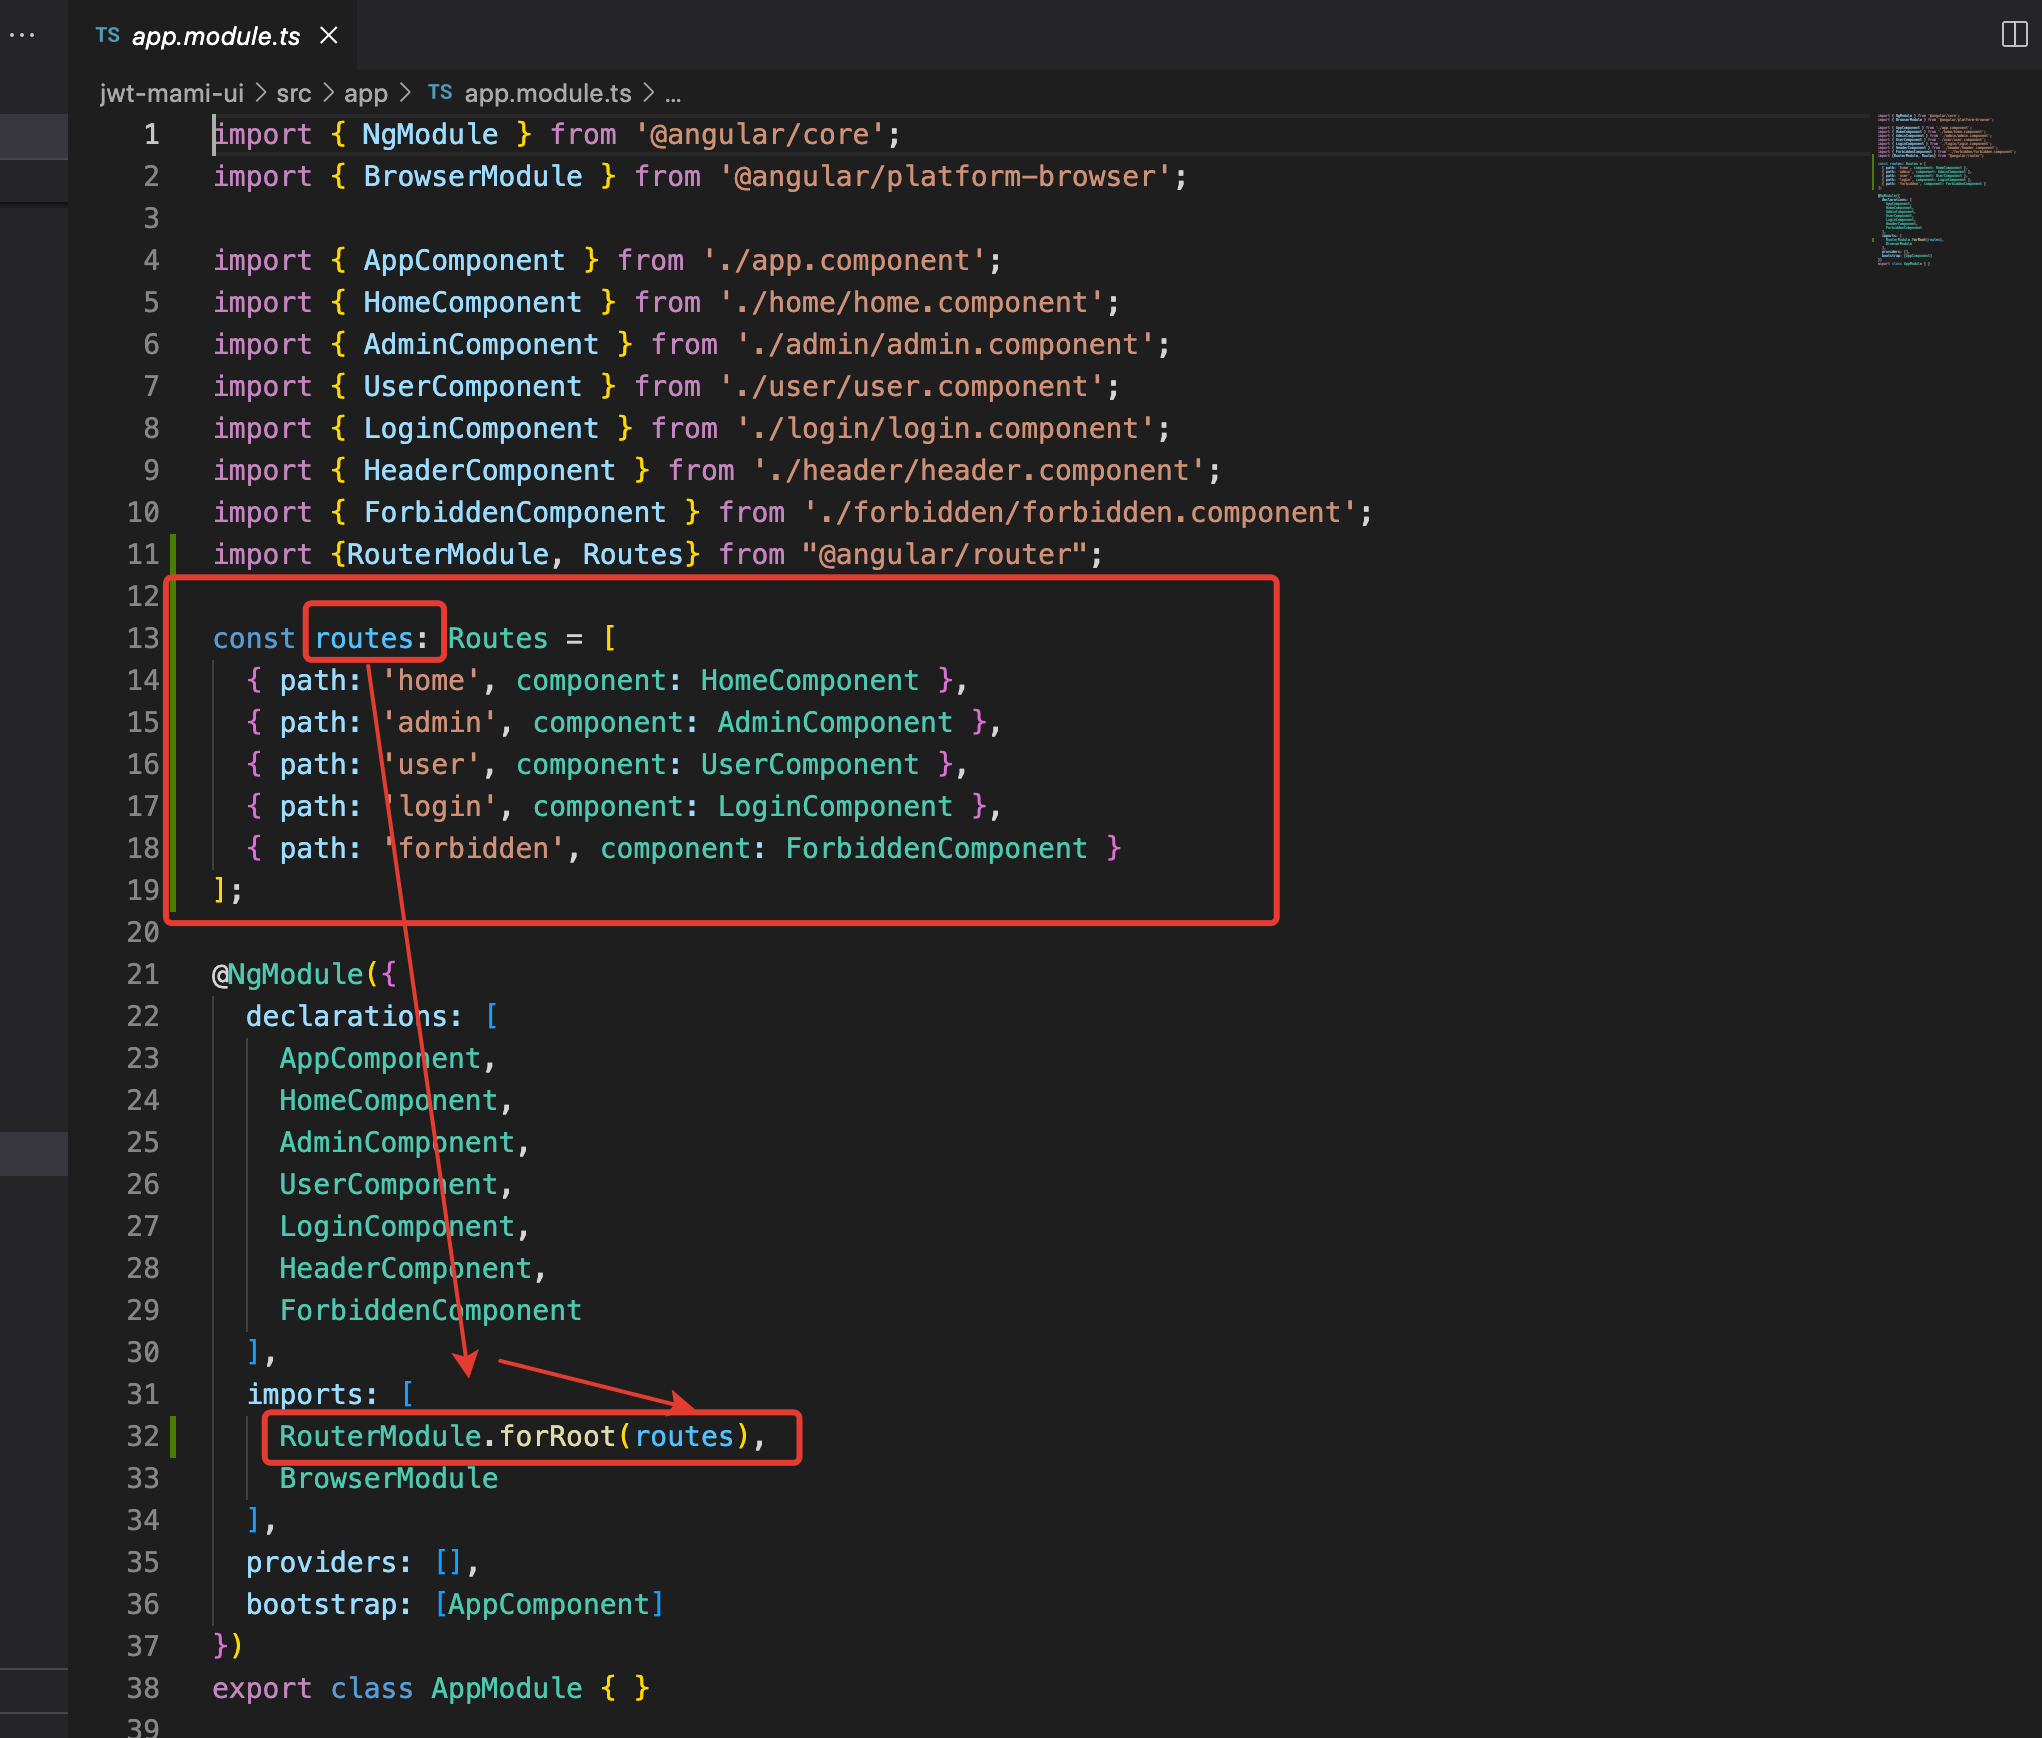 TS app.module.ts
jwt-mami-ui > src > app > TS app.module.ts > ...
1 import { NgModule } from '@angular/core';
2 import { BrowserModule } from '@angular/platform-browser';
3
4 import { AppComponent } from './app.component';
5 import { HomeComponent } from './home/home.component';
6 import { AdminComponent } from './admin/admin.component';
7 import { UserComponent } from './user/user.component';
8 import { LoginComponent } from './login/login.component';
9 import { HeaderComponent } from './header/header.component';
10 import { ForbiddenComponent } from './forbidden/forbidden.component';
11 import {RouterModule, Routes} from "@angular/router";
12
13 const routes: Routes = [
14 { path: 'home', component: HomeComponent },
15 { path: 'admin', component: AdminComponent },
16 { path: 'user', component: UserComponent },
17 { path: 'login', component: LoginComponent },
18 { path: 'forbidden', component: ForbiddenComponent }
19 ];
20
21 @NgModule({
22 declarations: [
23 AppComponent,
24 HomeComponent,
25 AdminComponent,
26 UserComponent,
27 LoginComponent,
28 HeaderComponent,
29 ForbiddenComponent
30 ],
31 imports: [
32 RouterModule.forRoot(routes),
33 BrowserModule
34 ],
35 providers: [],
36 bootstrap: [AppComponent]
37 })
38 export class AppModule { }
39